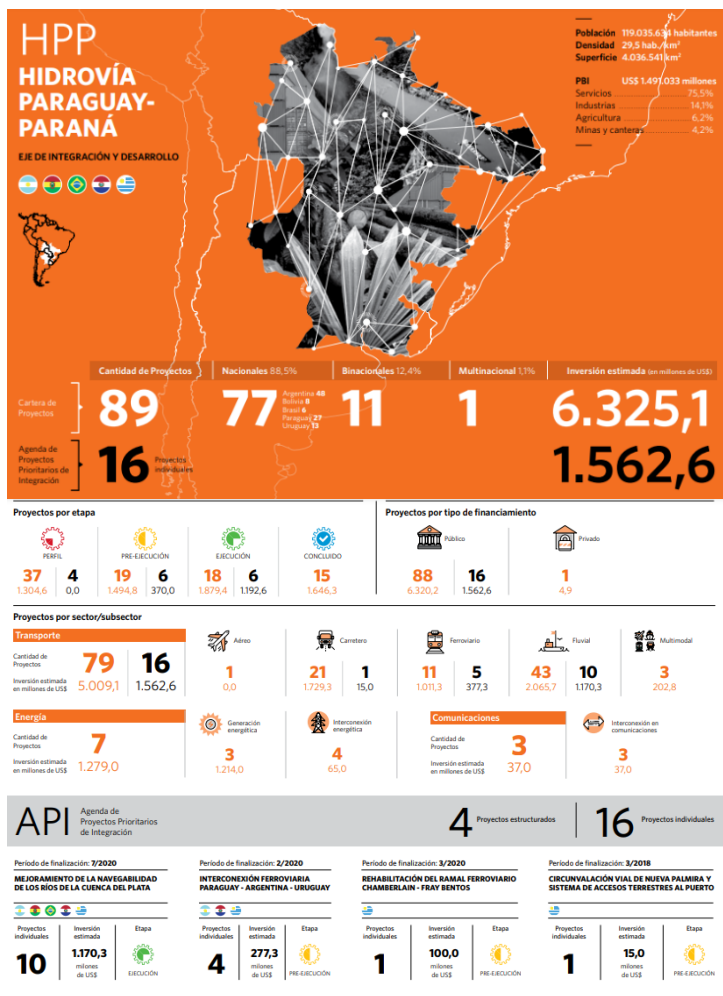 HPP
HIDROVÍA
PARAGUAY-
PARANÁ
EJE DE INTEGRACIÓN Y DESARROLLO
Población 119.035.634 habitantes
Densidad 29,5 hab./km²
Superficie 4.036.541 km²
PBI US$ 1.491.033 millones
Servicios 75,5%
Industrias 14,1%
Agricultura 6,2%
Minas y canteras 4,2%
Cantidad de Proyectos Nacionales 88,5% Binacionales 12,4% Multinacional 1,1% Inversión estimada (en millones de US$)
Cartera de
Proyectos
89 77 11 1 6.325,1
Argentina 48
Bolivia 8
Brasil 6
Paraguay 27
Uruguay 13
Agenda de
Proyectos
Prioritarios de
Integración
16 Proyectos
individuales
1.562,6
Proyectos por etapa
PERFIL PRE-EJECUCIÓN EJECUCIÓN CONCLUIDO
37 4 19 6 18 6 15
1.304,6 0,0 1.494,8 370,0 1.879,4 1.192,6 1.646,3
Proyectos por tipo de financiamiento
Público Privado
88 16 1
6.320,2 1.562,6 4,9
Proyectos por sector/subsector
Transporte
Cantidad de
Proyectos
79 16
Inversión estimada
en millones de US$
5.009,1 1.562,6
Aéreo Carretero Ferroviario Fluvial Multimodal
1 21 1 11 5 43 10 3
0,0 1.729,3 15,0 1.011,3 377,3 2.065,7 1.170,3 202,8
Energía
Cantidad de
Proyectos
7
Inversión estimada
en millones de US$
1.279,0
Generación
energética
3
1.214,0
Interconexión
energética
4
65,0
Comunicaciones
Cantidad de
Proyectos
3
Inversión estimada
en millones de US$
37,0
Interconexión en
comunicaciones
3
37,0
API
Agenda de
Proyectos Prioritarios
de Integración
4 Proyectos estructurados
16 Proyectos individuales
Período de finalización: 7/2020
MEJORAMIENTO DE LA NAVEGABILIDAD
DE LOS RÍOS DE LA CUENCA DEL PLATA
Proyectos
individuales
10
Inversión
estimada
1.170,3
milones
de US$
Etapa
EJECUCIÓN
Período de finalización: 2/2020
INTERCONEXIÓN FERROVIARIA
PARAGUAY - ARGENTINA - URUGUAY
Proyectos
individuales
4
Inversión
estimada
277,3
milones
de US$
Etapa
PRE-EJECUCIÓN
Período de finalización: 3/2020
REHABILITACIÓN DEL RAMAL FERROVIARIO
CHAMBERLAIN - FRAY BENTOS
Proyectos
individuales
1
Inversión
estimada
100,0
milones
de US$
Etapa
PRE-EJECUCIÓN
Período de finalización: 3/2018
CIRCUNVALACIÓN VIAL DE NUEVA PALMIRA Y
SISTEMA DE ACCESOS TERRESTRES AL PUERTO
Proyectos
individuales
1
Inversión
estimada
15,0
milones
de US$
Etapa
PRE-EJECUCIÓN